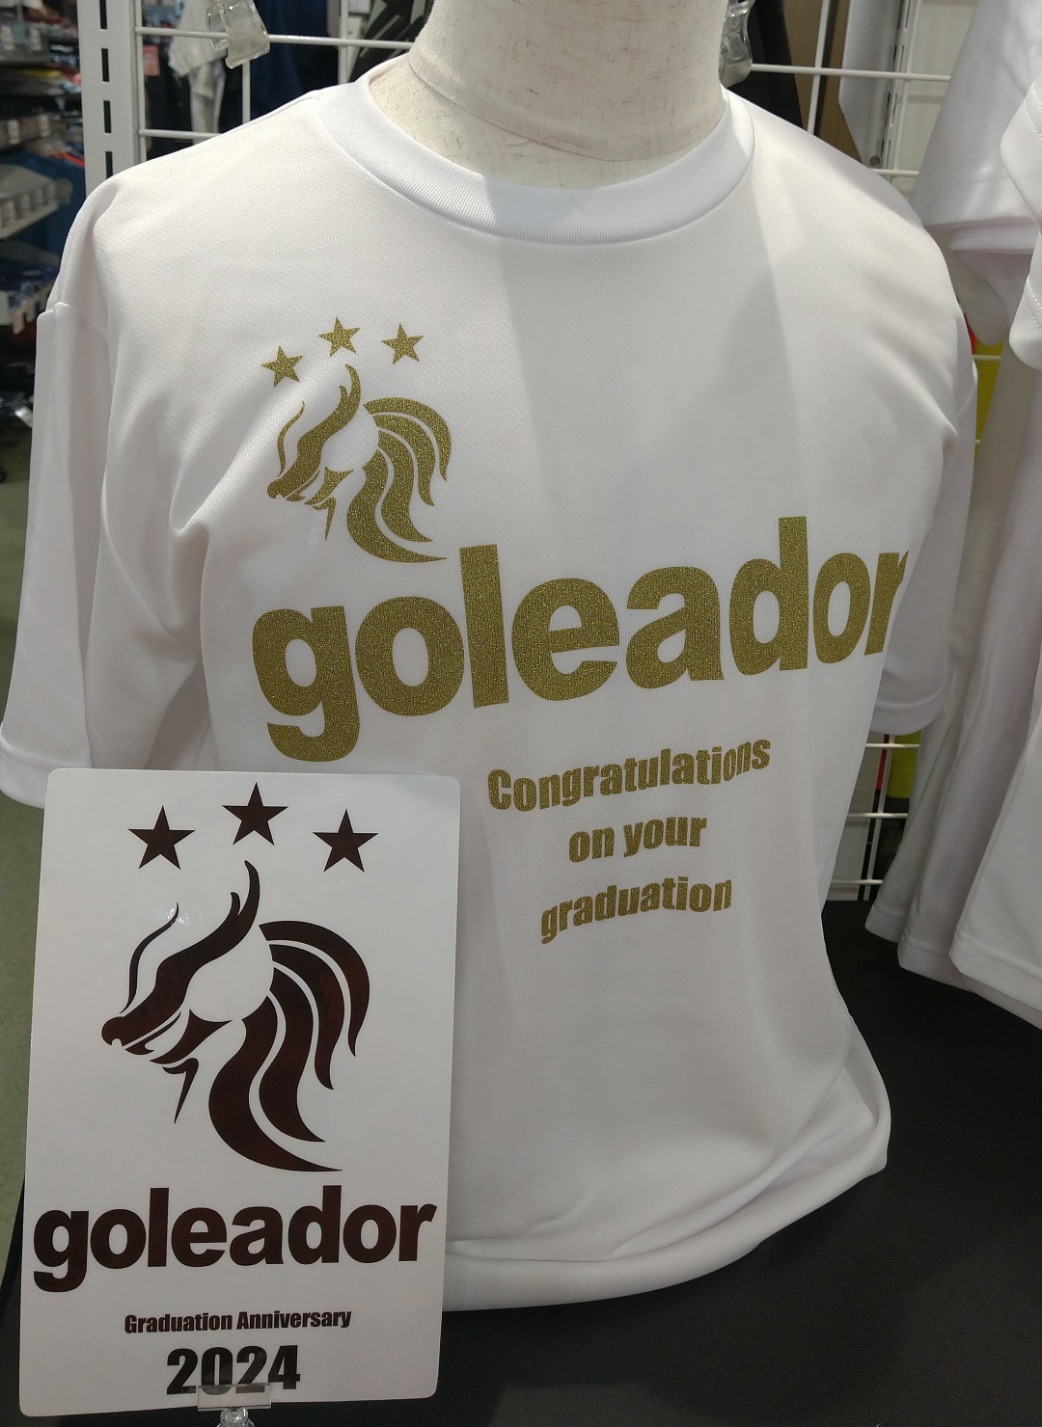 goleador
Congratulations
on your
graduation
goleador
Graduation Anniversary
2024